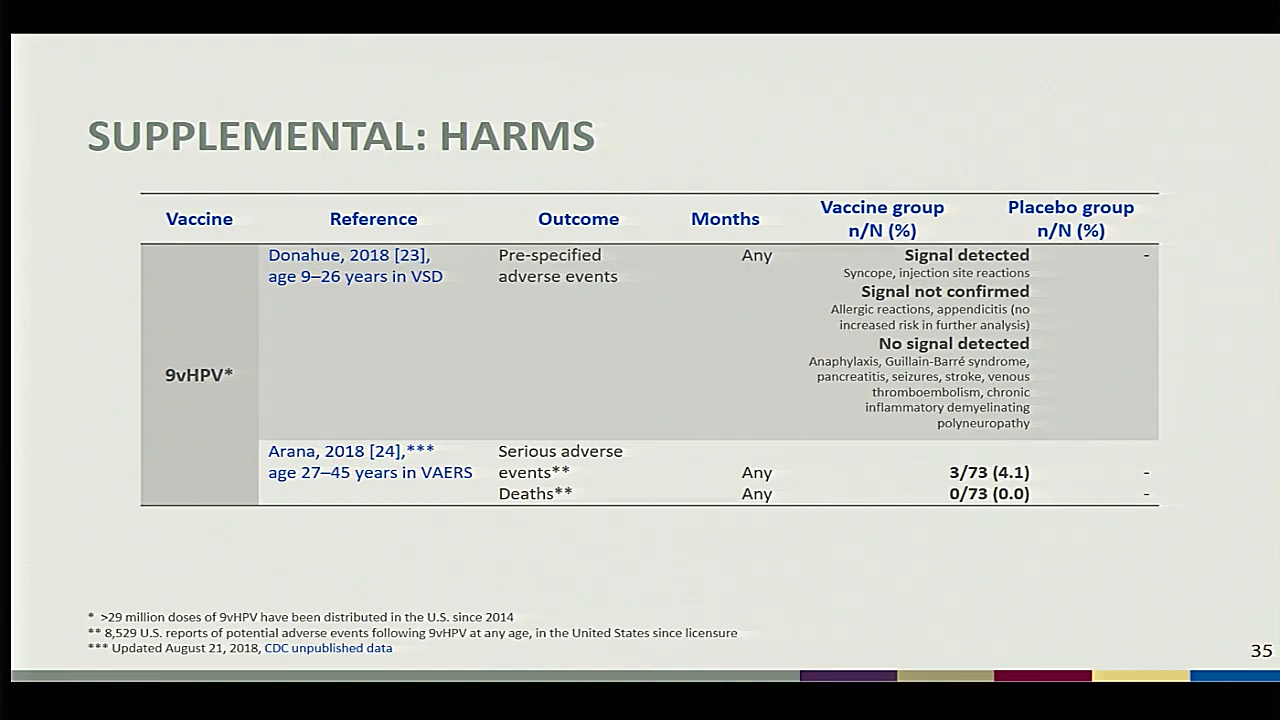 SUPPLEMENTAL: HARMS
Vaccine Reference Outcome Months Vaccine group n/N (%) Placebo group n/N (%)
9vHPV*
Donahue, 2018 [23],
age 9–26 years in VSD
Pre-specified
adverse events
Any
Signal detected
Syncope, injection site reactions
Signal not confirmed
Allergic reactions, appendicitis (no
increased risk in further analysis)
No signal detected
Anaphylaxis, Guillain-Barré syndrome,
pancreatitis, seizures, stroke, venous
thromboembolism, chronic
inflammatory demyelinating
polyneuropathy
-
Arana, 2018 [24],***
age 27–45 years in VAERS
Serious adverse
events** Any 3/73 (4.1) -
Deaths** Any 0/73 (0.0) -
* >29 million doses of 9vHPV have been distributed in the U.S. since 2014
** 8,529 U.S. reports of potential adverse events following 9vHPV at any age, in the United States since licensure
*** Updated August 21, 2018, CDC unpublished data
35